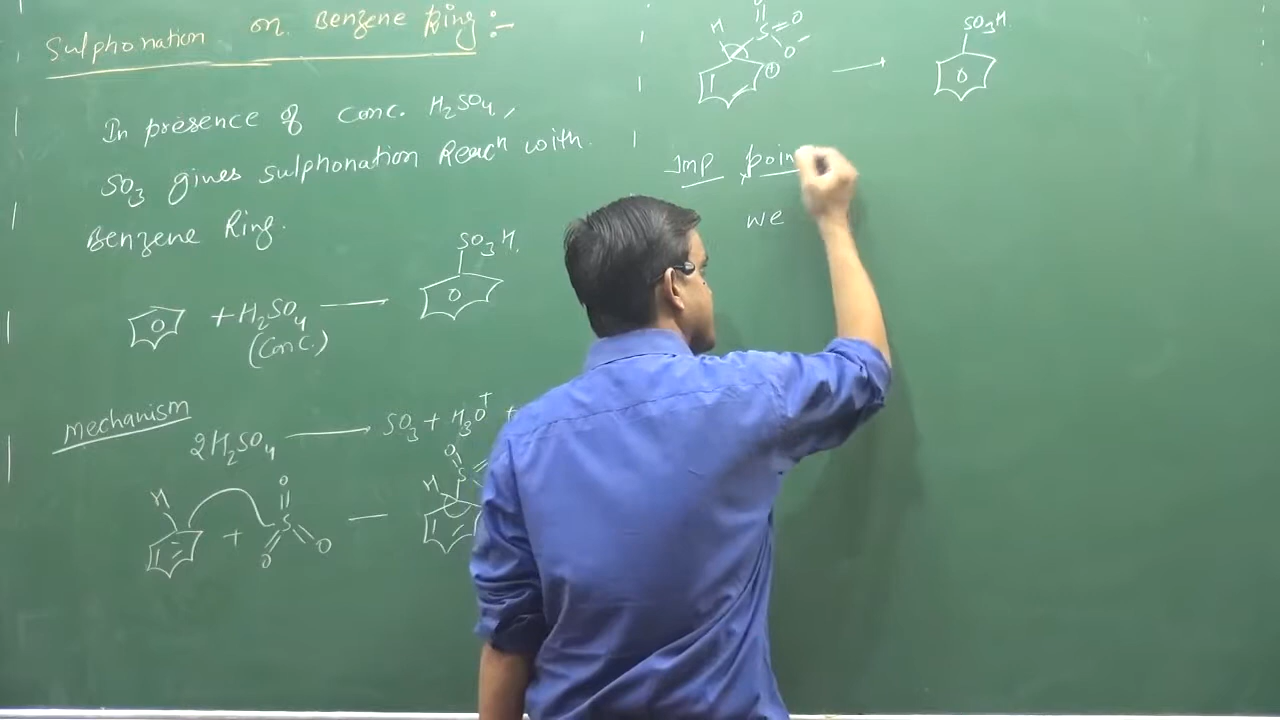 Sulphonation on Benzene Ring :-
In presence of conc. H2SO4,
SO3 gives sulphonation Reacn with
Benzene Ring.
SO3H
+ H2SO4
(Conc.)
Mechanism
2H2SO4 → SO3 + H3O+ +
H
O
S
O
O
+
H
O
S
H
S
O
O-
+
SO3H
Imp poin
we